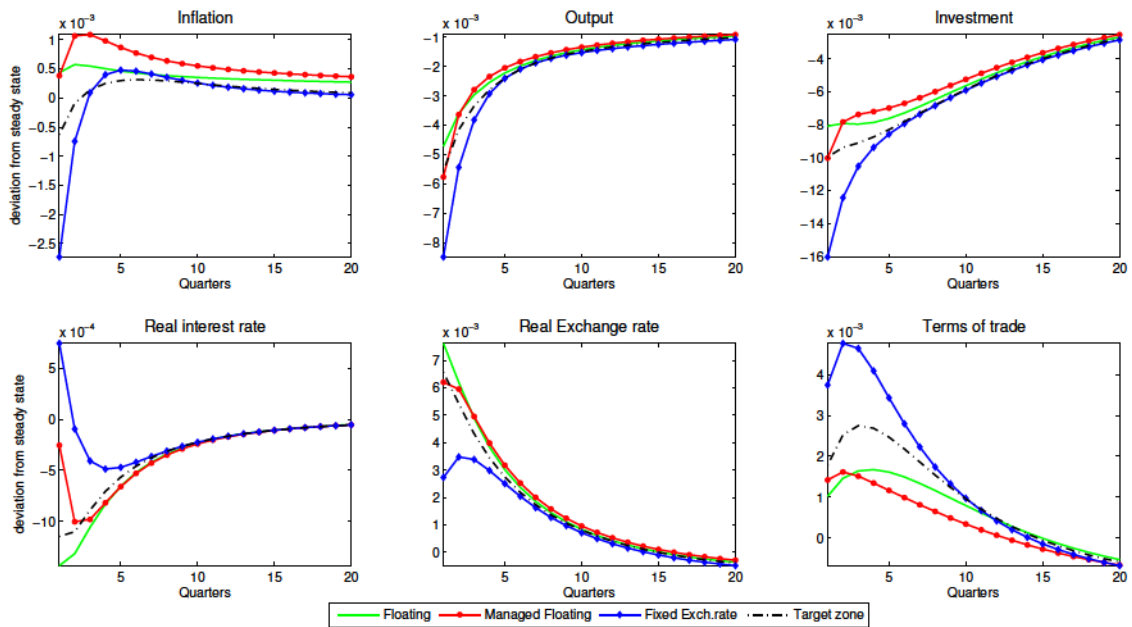 Inflation
Output
Investment
x 10⁻³
x 10⁻³
x 10⁻³
deviation from steady state
1
0.5
0
−0.5
−1
−1.5
−2
−2.5
−1
−2
−3
−4
−5
−6
−7
−8
−4
−6
−8
−10
−12
−14
−16
5 10 15 20
5 10 15 20
5 10 15 20
Quarters
Quarters
Quarters
Real interest rate
Real Exchange rate
Terms of trade
x 10⁻⁴
x 10⁻³
x 10⁻³
deviation from steady state
5
0
−5
−10
7
6
5
4
3
2
1
0
4
3
2
1
0
5 10 15 20
5 10 15 20
5 10 15 20
Quarters
Quarters
Quarters
Floating Managed Floating Fixed Exch.rate Target zone